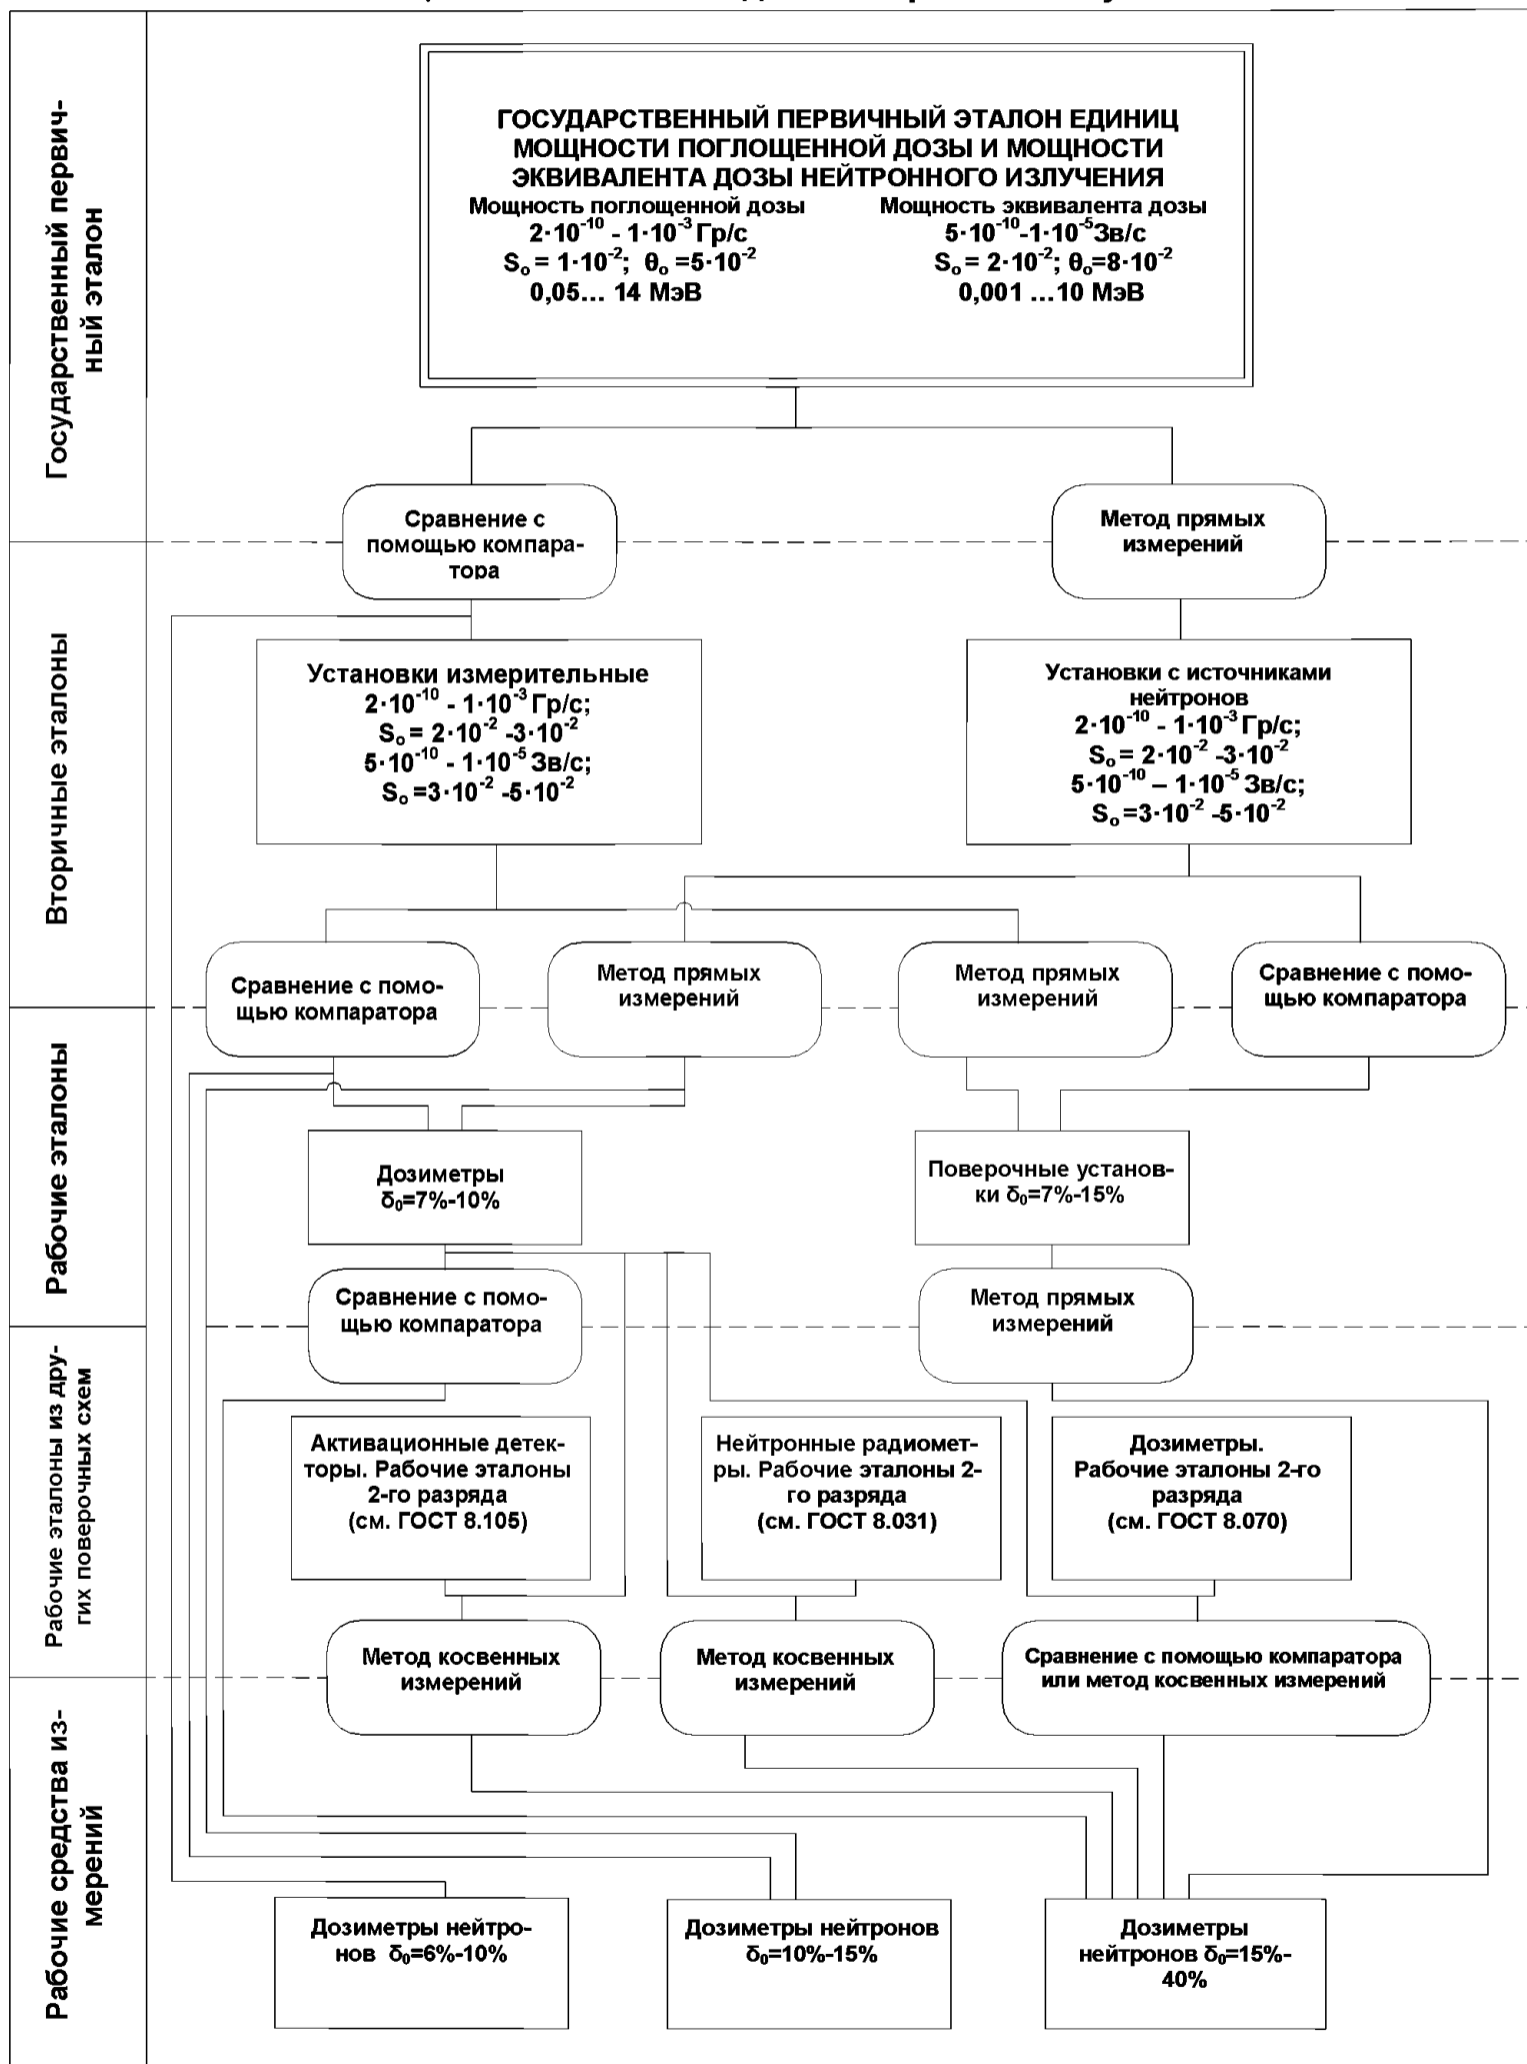 Государственный первич-
ный эталон
ГОСУДАРСТВЕННЫЙ ПЕРВИЧНЫЙ ЭТАЛОН ЕДИНИЦ
МОЩНОСТИ ПОГЛОЩЕННОЙ ДОЗЫ И МОЩНОСТИ
ЭКВИВАЛЕНТА ДОЗЫ НЕЙТРОННОГО ИЗЛУЧЕНИЯ
Мощность поглощенной дозы
2·10⁻¹⁰ - 1·10⁻³ Гр/с
Sₒ = 1·10⁻²; θₒ =5·10⁻²
0,05... 14 МэВ
Мощность эквивалента дозы
5·10⁻¹⁰-1·10⁻⁵Зв/с
Sₒ = 2·10⁻²; θₒ=8·10⁻²
0,001 ...10 МэВ
Сравнение с
помощью компара-
тора
Метод прямых
измерений
Вторичные эталоны
Установки измерительные
2·10⁻¹⁰ - 1·10⁻³ Гр/с;
Sₒ = 2·10⁻² -3·10⁻²
5·10⁻¹⁰ - 1·10⁻⁵ Зв/с;
Sₒ =3·10⁻² -5·10⁻²
Установки с источниками
нейтронов
2·10⁻¹⁰ - 1·10⁻³ Гр/с;
Sₒ = 2·10⁻² -3·10⁻²
5·10⁻¹⁰ – 1·10⁻⁵ Зв/с;
Sₒ =3·10⁻² -5·10⁻²
Сравнение с помо-
щью компаратора
Метод прямых
измерений
Метод прямых
измерений
Сравнение с помо-
щью компаратора
Рабочие эталоны
Дозиметры
δ₀=7%-10%
Поверочные установ-
ки δ₀=7%-15%
Сравнение с помо-
щью компаратора
Метод прямых
измерений
Рабочие эталоны из дру-
гих поверочных схем
Активационные детек-
торы. Рабочие эталоны
2-го разряда
(см. ГОСТ 8.105)
Нейтронные радиомет-
ры. Рабочие эталоны 2-
го разряда
(см. ГОСТ 8.031)
Дозиметры.
Рабочие эталоны 2-го
разряда
(см. ГОСТ 8.070)
Метод косвенных
измерений
Метод косвенных
измерений
Сравнение с помощью компаратора
или метод косвенных измерений
Рабочие средства из-
мерений
Дозиметры нейтро-
нов δ₀=6%-10%
Дозиметры нейтронов
δ₀=10%-15%
Дозиметры
нейтронов δ₀=15%-
40%